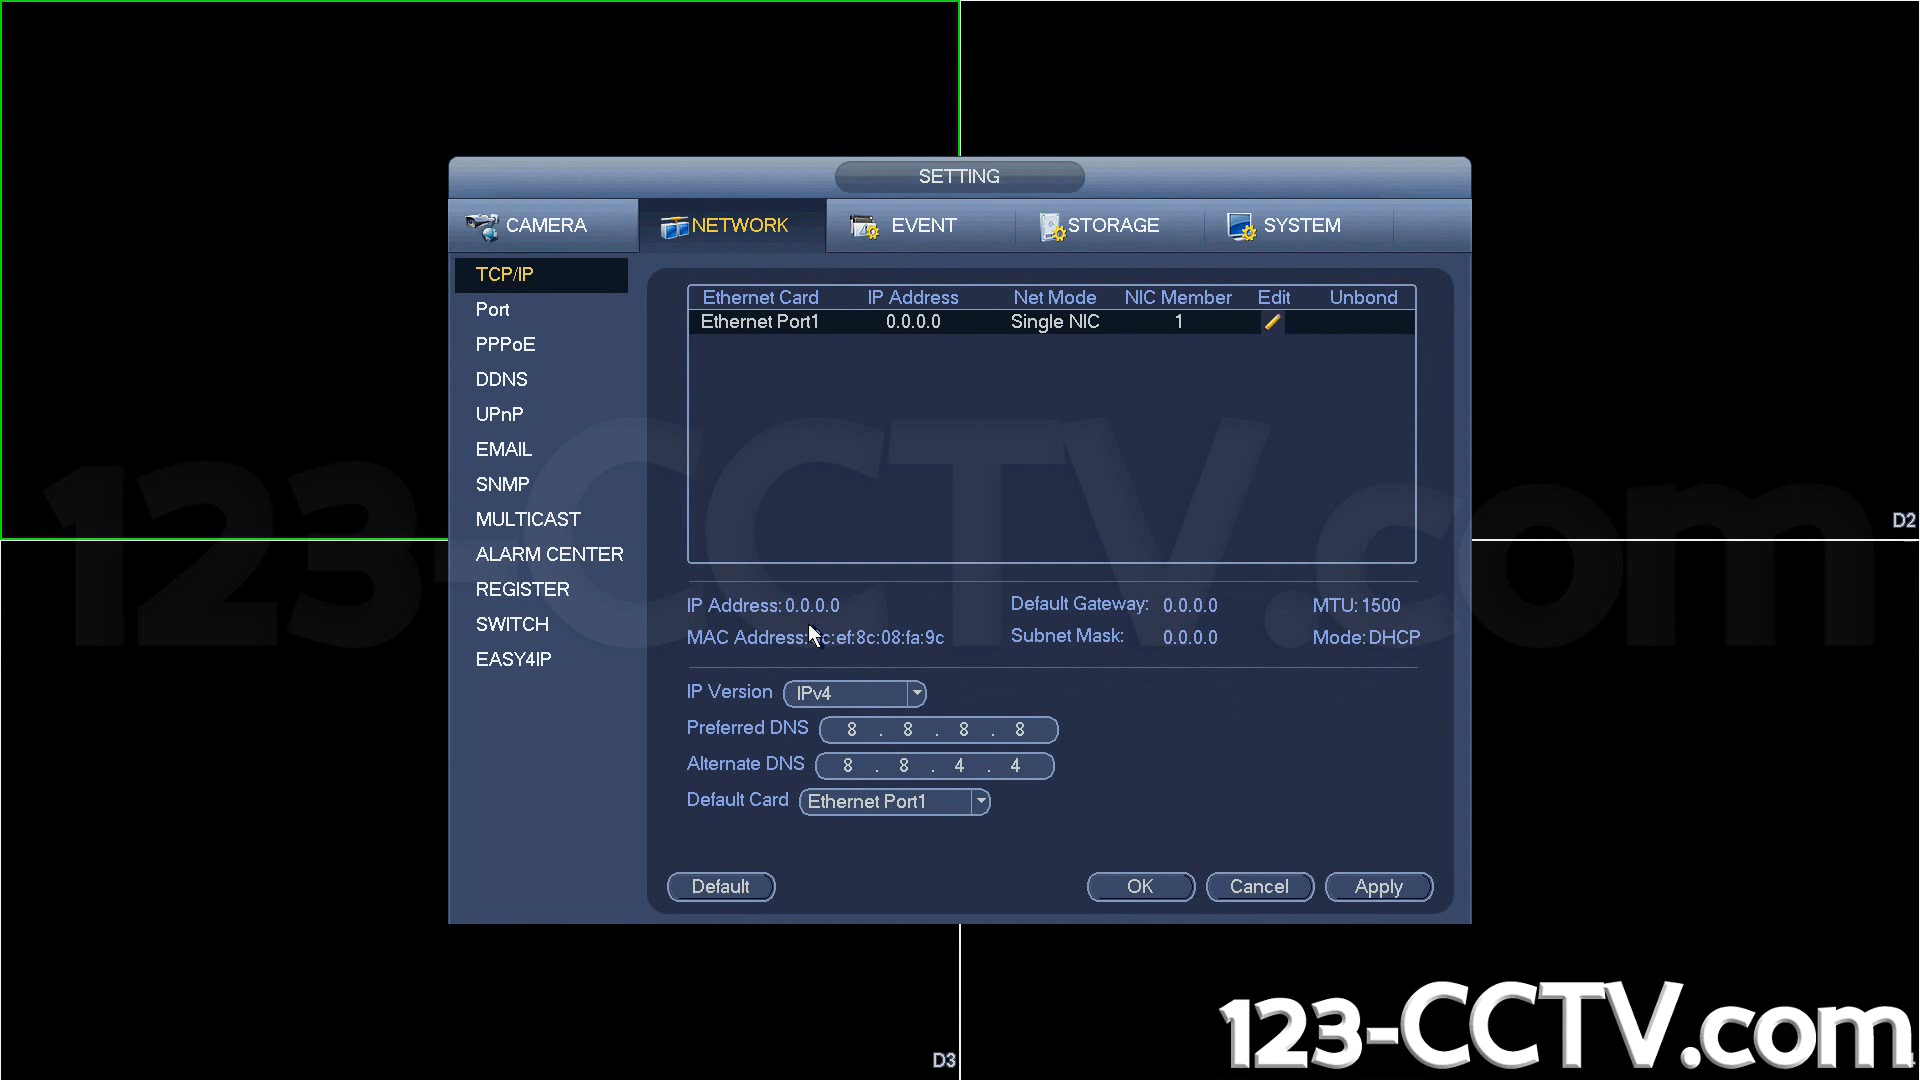 SETTING
CAMERA NETWORK EVENT STORAGE SYSTEM
TCP/IP
Port
PPPoE
DDNS
UPnP
EMAIL
SNMP
MULTICAST
ALARM CENTER
REGISTER
SWITCH
EASY4IP
Ethernet Card IP Address Net Mode NIC Member Edit Unbond
Ethernet Port1 0.0.0.0 Single NIC 1
IP Address: 0.0.0.0 Default Gateway: 0.0.0.0 MTU: 1500
MAC Address: :ef:8c:08:fa:9c Subnet Mask: 0.0.0.0 Mode: DHCP
IP Version IPv4
Preferred DNS 8 . 8 . 8 . 8
Alternate DNS 8 . 8 . 4 . 4
Default Card Ethernet Port1
Default OK Cancel Apply
D2
D3
123-CCTV.com
123-CCTV.com